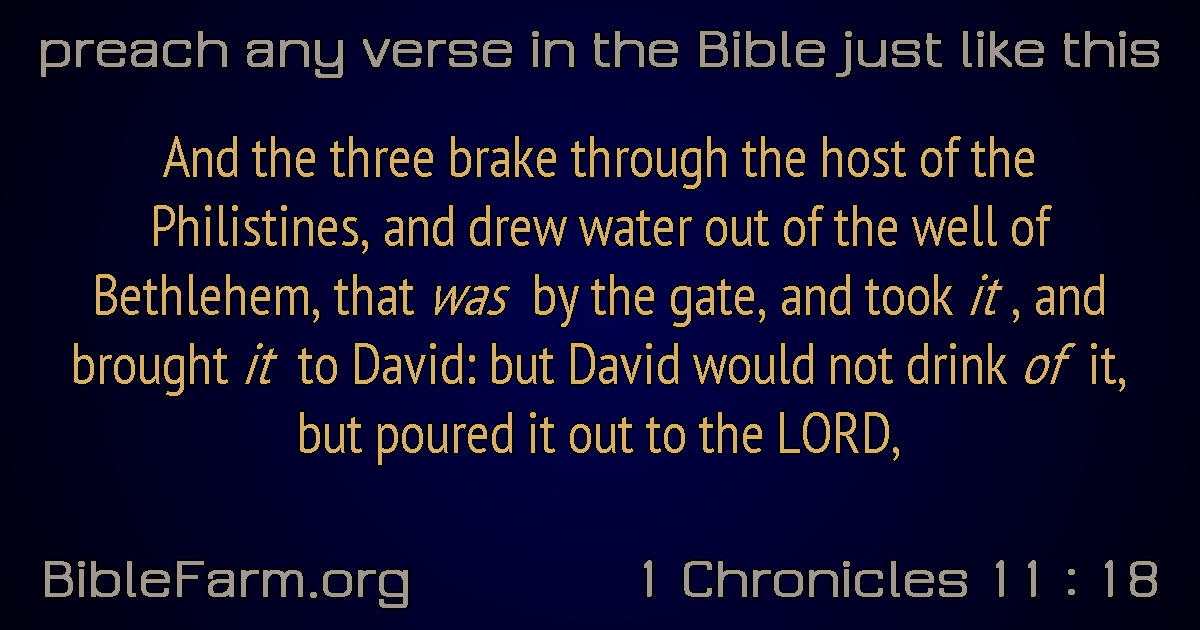 preach any verse in the Bible just like this
And the three brake through the host of the
Philistines, and drew water out of the well of
Bethlehem, that was by the gate, and took it , and
brought it to David: but David would not drink of it,
but poured it out to the LORD,
BibleFarm.org
1 Chronicles 11 : 18